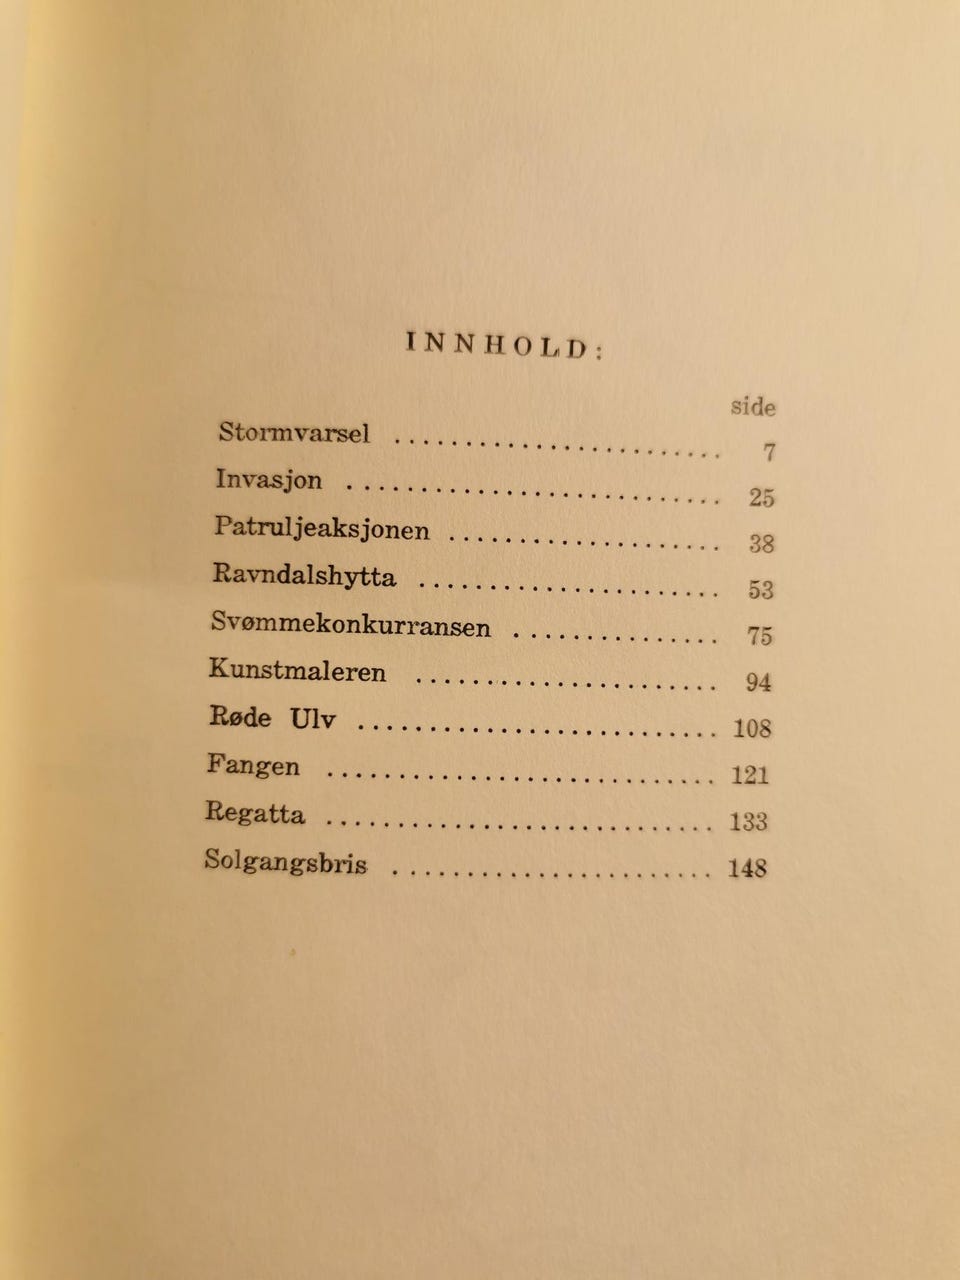 INNHOLD:
side
Stormvarsel ........................ 7
Invasjon ........................... 25
Patruljeaksjonen .................... 38
Ravndalshytta ...................... 53
Svømmekonkurransen ............... 75
Kunstmaleren ...................... 94
Røde Ulv .......................... 108
Fangen ............................ 121
Regatta ............................ 133
Solgangsbris ....................... 148